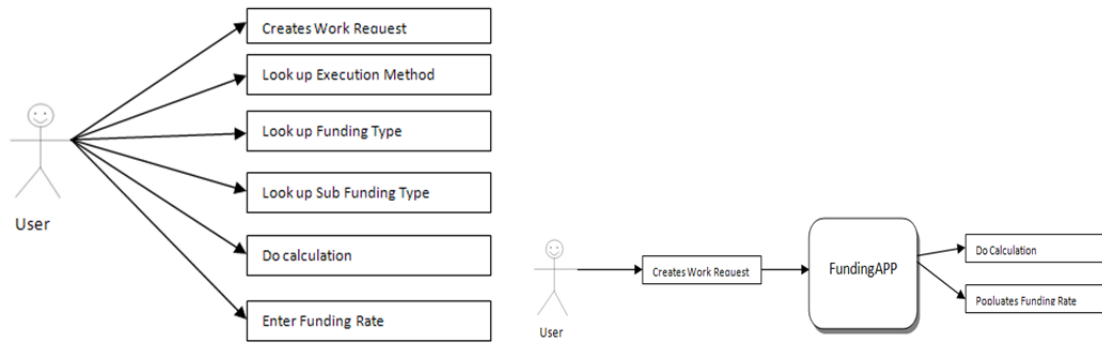 Creates Work Request
Look up Execution Method
Look up Funding Type
Look up Sub Funding Type
Do calculation
Enter Funding Rate
User
Creates Work Request
FundingAPP
Do Calculation
Pooluates Funding Rate
User